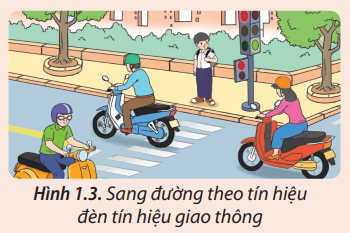 Hình 1.3. Sang đường theo tín hiệu
đèn tín hiệu giao thông